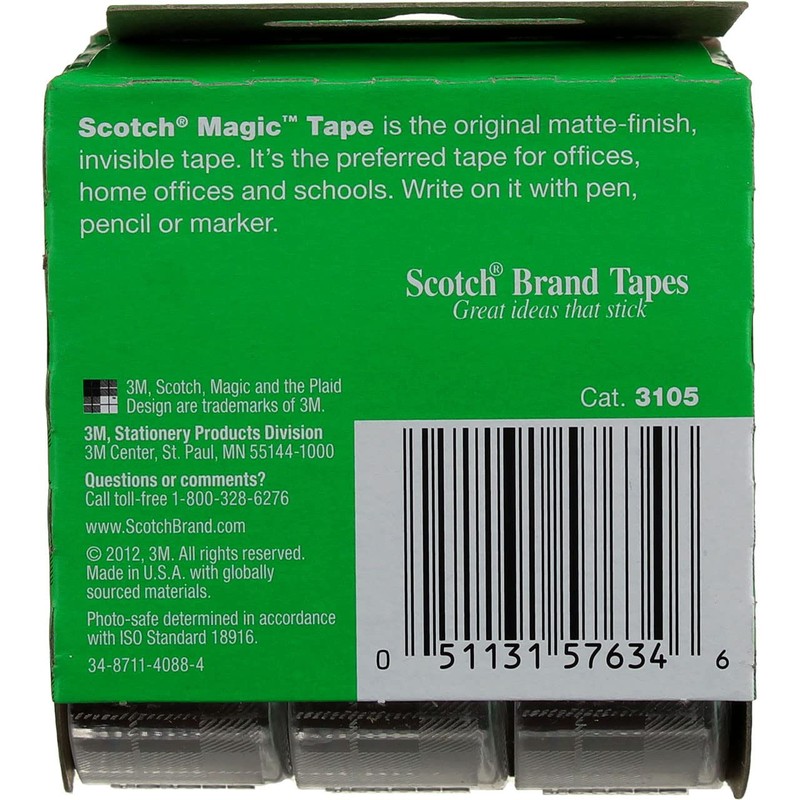 Scotch® Magic™ Tape is the original matte-finish,
invisible tape. It's the preferred tape for offices,
home offices and schools. Write on it with pen,
pencil or marker.
Scotch® Brand Tapes
Great ideas that stick
3M, Scotch, Magic and the Plaid
Design are trademarks of 3M.
Cat. 3105
3M, Stationery Products Division
3M Center, St. Paul, MN 55144-1000
Questions or comments?
Call toll-free 1-800-328-6276
www.ScotchBrand.com
© 2012, 3M. All rights reserved.
Made in U.S.A. with globally
sourced materials.
Photo-safe determined in accordance
with ISO Standard 18916.
34-8711-4088-4
0 51131 57634 6